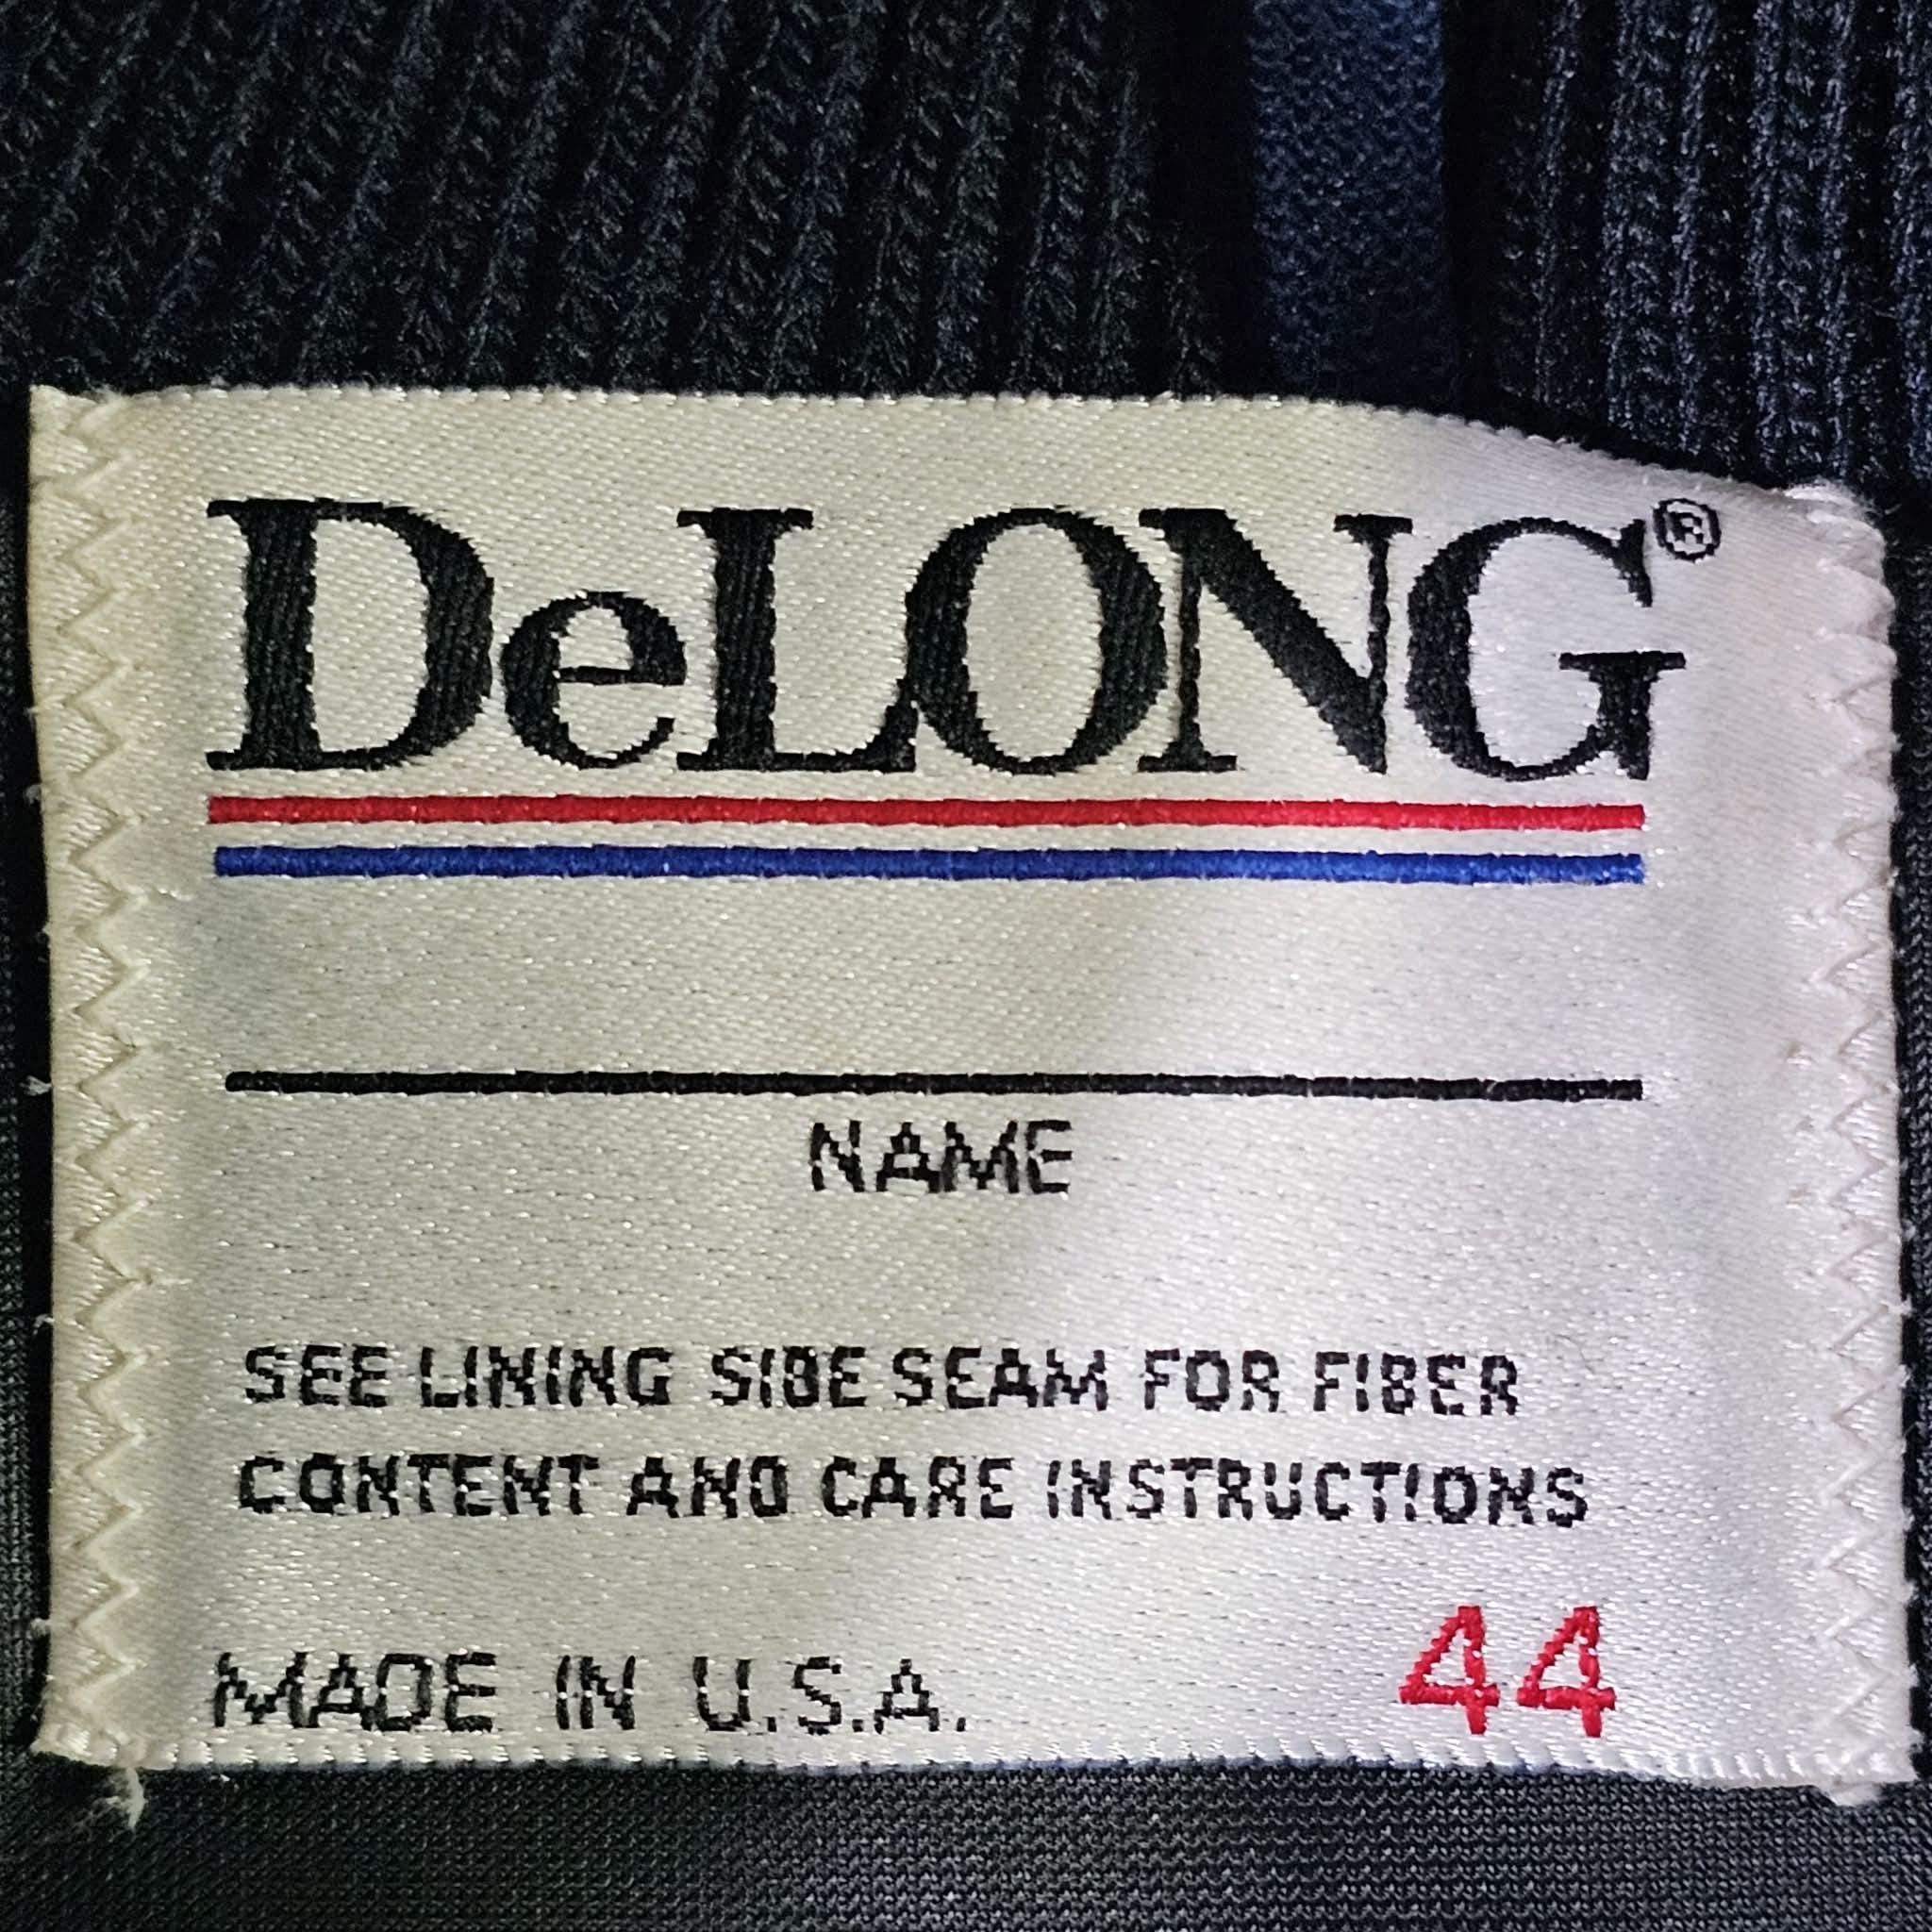 DeLONG®
NAME
SEE LINING SIDE SEAM FOR FIBER
CONTENT AND CARE INSTRUCTIONS
MADE IN U.S.A. 44